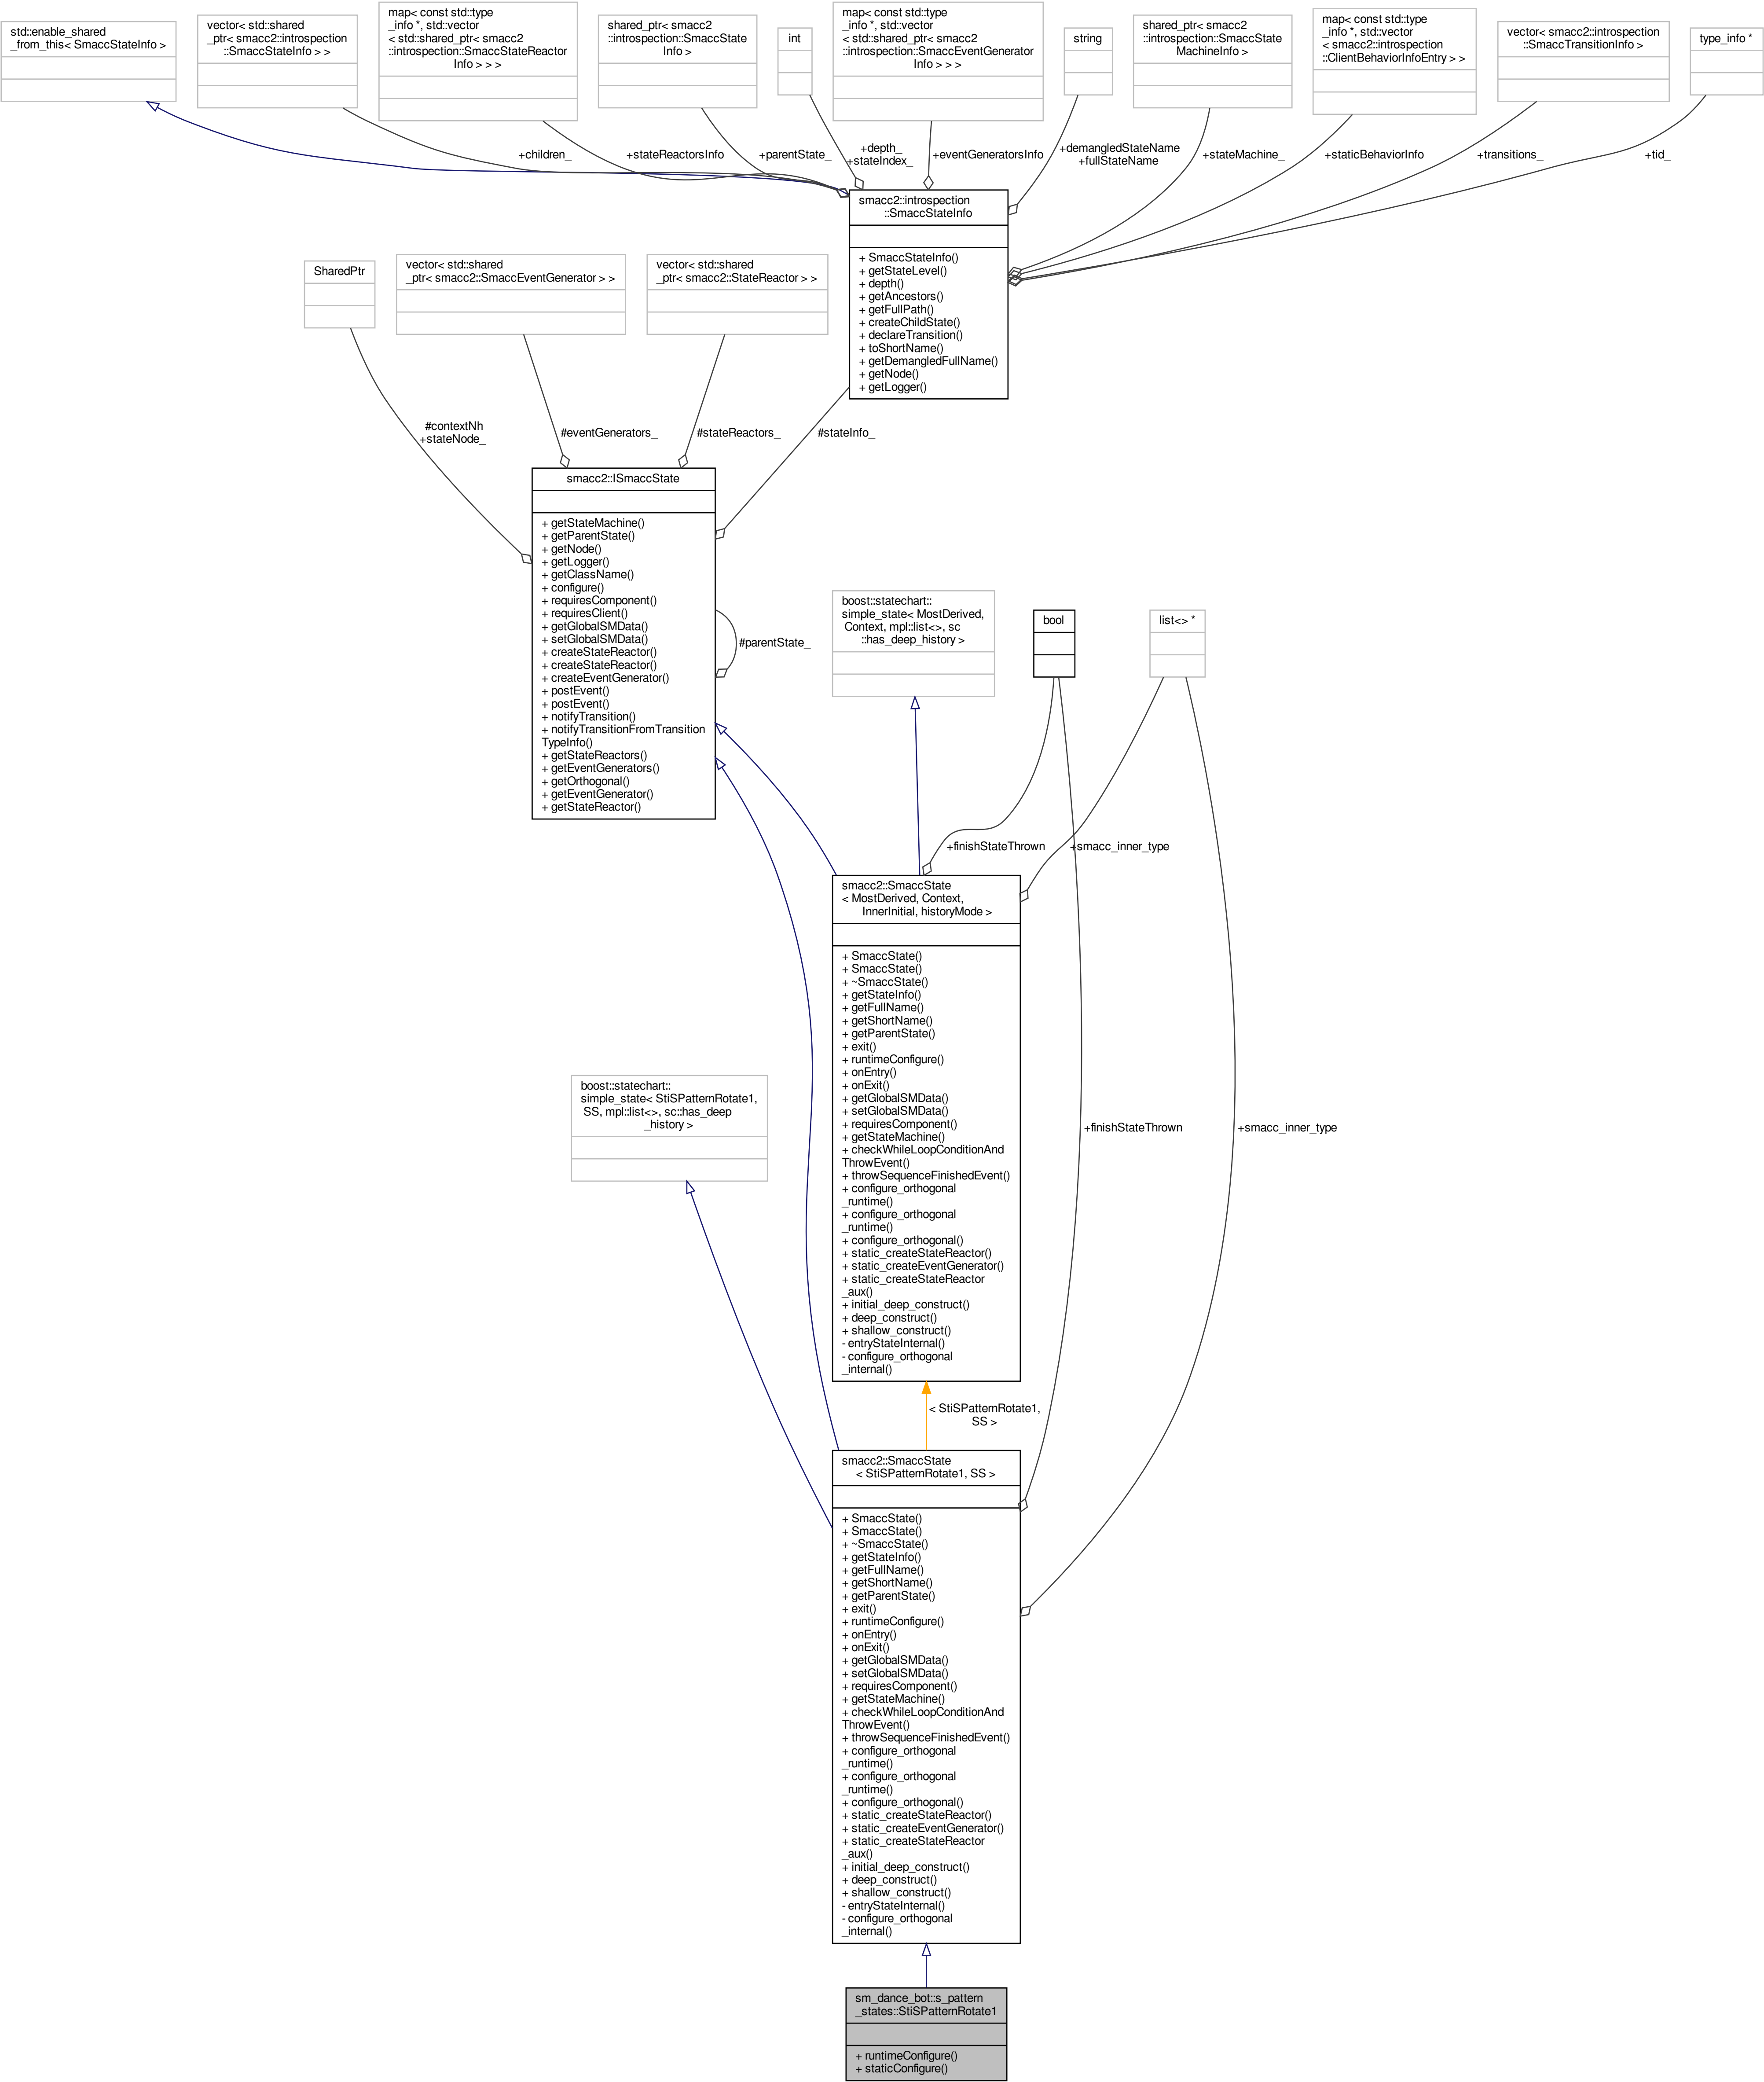 std::enable_shared
_from_this< SmaccStateInfo >
vector< std::shared
_ptr< smacc2::introspection
::SmaccStateInfo > >
map< const std::type
_info *, std::vector
< std::shared_ptr< smacc2
::introspection::SmaccStateReactor
Info > > >
shared_ptr< smacc2
::introspection::SmaccState
Info >
int
map< const std::type
_info *, std::vector
< std::shared_ptr< smacc2
::introspection::SmaccEventGenerator
Info > > >
string
shared_ptr< smacc2
::introspection::SmaccState
MachineInfo >
map< const std::type
_info *, std::vector
< smacc2::introspection
::ClientBehaviorInfoEntry > >
vector< smacc2::introspection
::SmaccTransitionInfo >
type_info *
+children_
+stateReactorsInfo
+parentState_
+depth_
+stateIndex_
+eventGeneratorsInfo
+demangledStateName
+fullStateName
+stateMachine_
+staticBehaviorInfo
+transitions_
+tid_
smacc2::introspection
::SmaccStateInfo
+ SmaccStateInfo()
+ getStateLevel()
+ depth()
+ getAncestors()
+ getFullPath()
+ createChildState()
+ declareTransition()
+ toShortName()
+ getDemangledFullName()
+ getNode()
+ getLogger()
SharedPtr
vector< std::shared
_ptr< smacc2::SmaccEventGenerator > >
vector< std::shared
_ptr< smacc2::StateReactor > >
#contextNh
+stateNode_
#eventGenerators_
#stateReactors_
#stateInfo_
smacc2::ISmaccState
+ getStateMachine()
+ getParentState()
+ getNode()
+ getLogger()
+ getClassName()
+ configure()
+ requiresComponent()
+ requiresClient()
+ getGlobalSMData()
+ setGlobalSMData()
+ createStateReactor()
+ createStateReactor()
+ createEventGenerator()
+ postEvent()
+ postEvent()
+ notifyTransition()
+ notifyTransitionFromTransition
TypeInfo()
+ getStateReactors()
+ getEventGenerators()
+ getOrthogonal()
+ getEventGenerator()
+ getStateReactor()
#parentState_
boost::statechart::
simple_state< MostDerived,
Context, mpl::list<>, sc
::has_deep_history >
bool
list<> *
+finishStateThrown
+smacc_inner_type
smacc2::SmaccState
< MostDerived, Context,
InnerInitial, historyMode >
+ SmaccState()
+ SmaccState()
+ ~SmaccState()
+ getStateInfo()
+ getFullName()
+ getShortName()
+ getParentState()
+ exit()
+ runtimeConfigure()
+ onEntry()
+ onExit()
+ getGlobalSMData()
+ setGlobalSMData()
+ requiresComponent()
+ getStateMachine()
+ checkWhileLoopConditionAnd
ThrowEvent()
+ throwSequenceFinishedEvent()
+ configure_orthogonal
_runtime()
+ configure_orthogonal
_runtime()
+ configure_orthogonal()
+ static_createStateReactor()
+ static_createEventGenerator()
+ static_createStateReactor
_aux()
+ initial_deep_construct()
+ deep_construct()
+ shallow_construct()
- entryStateInternal()
- configure_orthogonal
_internal()
boost::statechart::
simple_state< StiSPatternRotate1,
SS, mpl::list<>, sc::has_deep
_history >
+finishStateThrown
+smacc_inner_type
< StiSPatternRotate1,
SS >
smacc2::SmaccState
< StiSPatternRotate1, SS >
+ SmaccState()
+ SmaccState()
+ ~SmaccState()
+ getStateInfo()
+ getFullName()
+ getShortName()
+ getParentState()
+ exit()
+ runtimeConfigure()
+ onEntry()
+ onExit()
+ getGlobalSMData()
+ setGlobalSMData()
+ requiresComponent()
+ getStateMachine()
+ checkWhileLoopConditionAnd
ThrowEvent()
+ throwSequenceFinishedEvent()
+ configure_orthogonal
_runtime()
+ configure_orthogonal
_runtime()
+ configure_orthogonal()
+ static_createStateReactor()
+ static_createEventGenerator()
+ static_createStateReactor
_aux()
+ initial_deep_construct()
+ deep_construct()
+ shallow_construct()
- entryStateInternal()
- configure_orthogonal
_internal()
sm_dance_bot::s_pattern
_states::StiSPatternRotate1
+ runtimeConfigure()
+ staticConfigure()